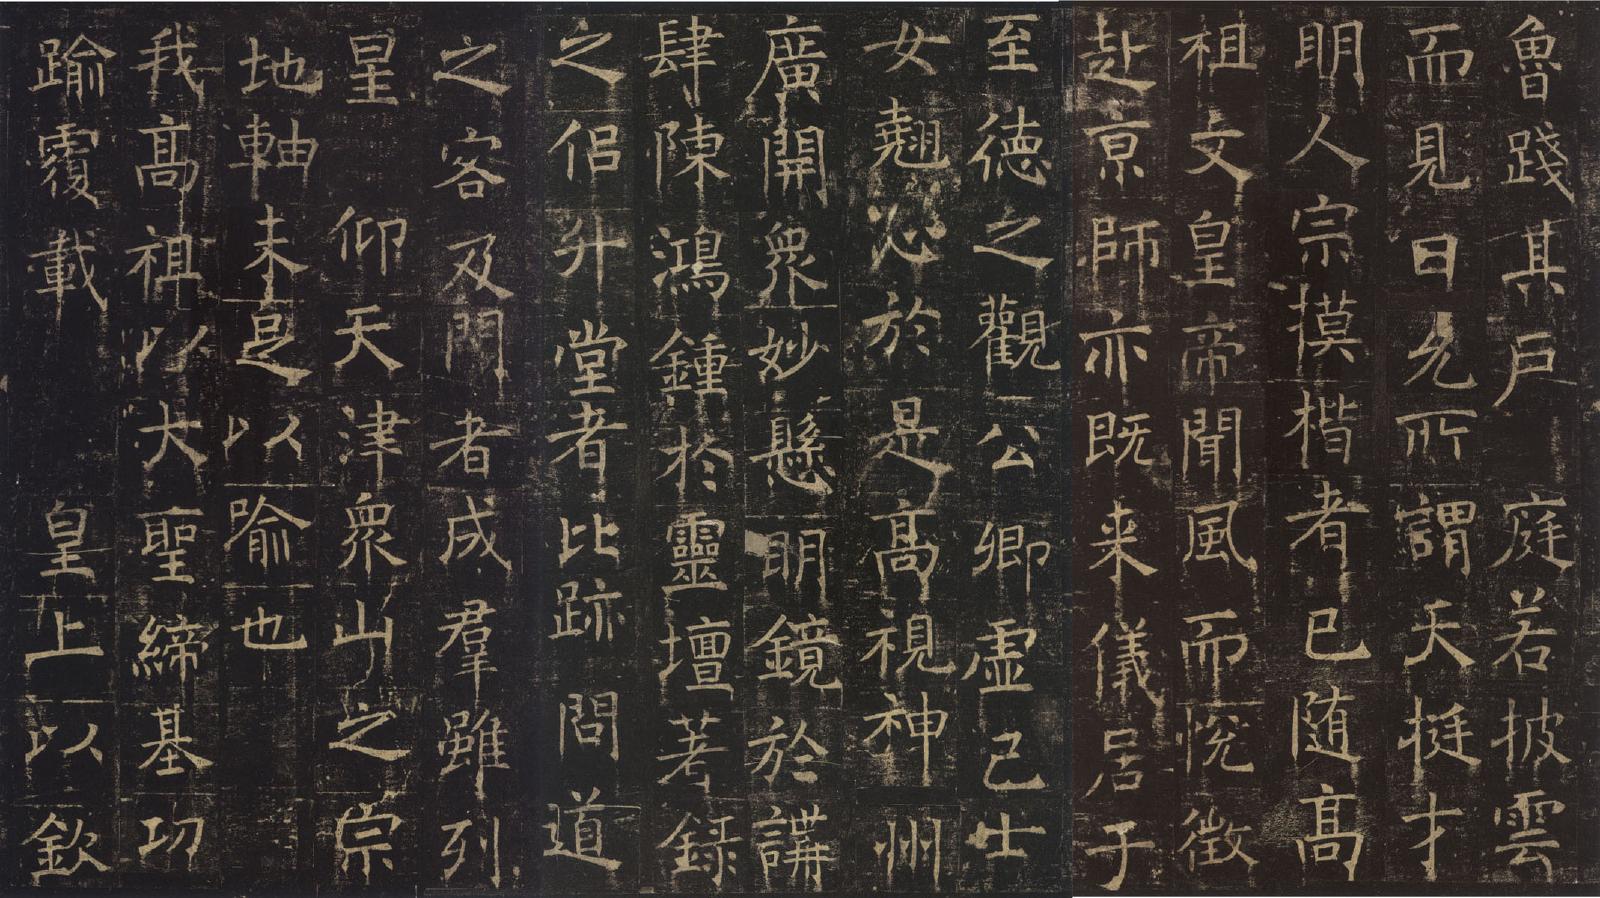 魯踐其戶庭若披雲
而見日允所謂天挺才
明人宗摸楷者已随高
祖文皇帝聞風而悅徵
赴京師亦既来儀居于
至德之觀公卿虛己士
女翹心於是高視神州
廣開衆妙懸明鏡於講
肆陳鴻鍾於靈壇著錄
之侶升堂者比跡問道
之客及門者成羣雖列
星仰天津衆山之宗
地軸未足以喻也
我高祖以大聖締基功
踰覆載皇上以欽